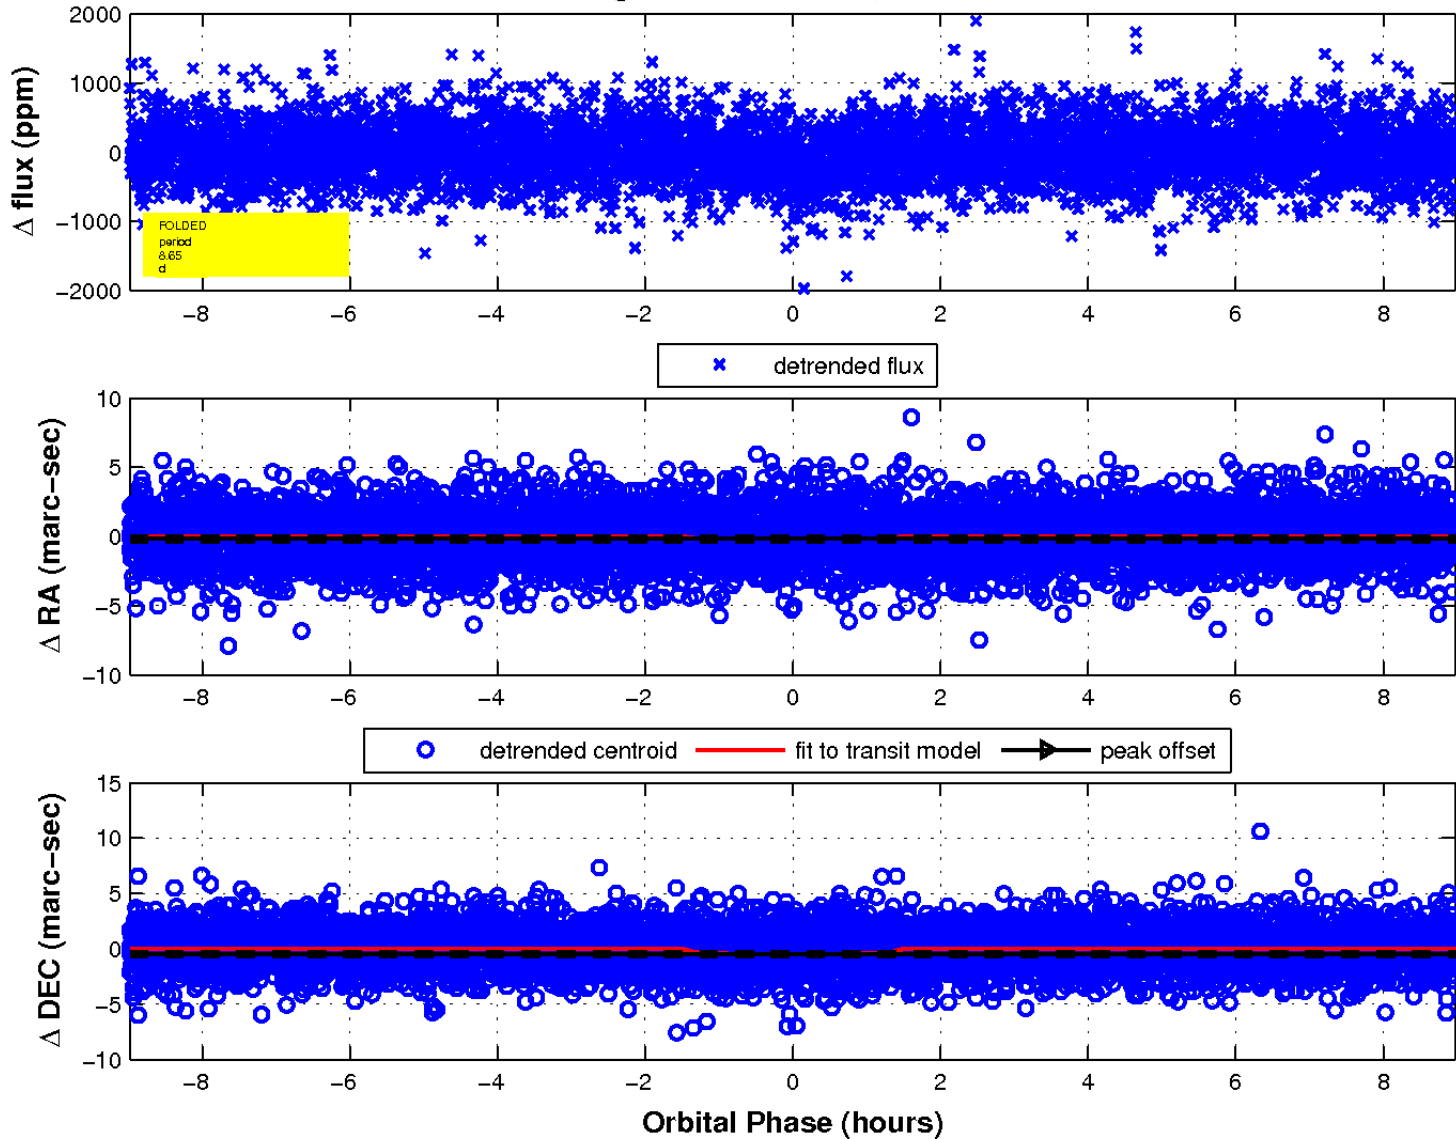 2000
1000
0
−1000
−2000
Δ flux (ppm)
FOLDED
period
8.65
d
−8 −6 −4 −2 0 2 4 6 8
detrended flux
10
5
0
−5
−10
Δ RA (marc−sec)
−8 −6 −4 −2 0 2 4 6 8
detrended centroid fit to transit model peak offset
15
10
5
0
−5
−10
Δ DEC (marc−sec)
−8 −6 −4 −2 0 2 4 6 8
Orbital Phase (hours)